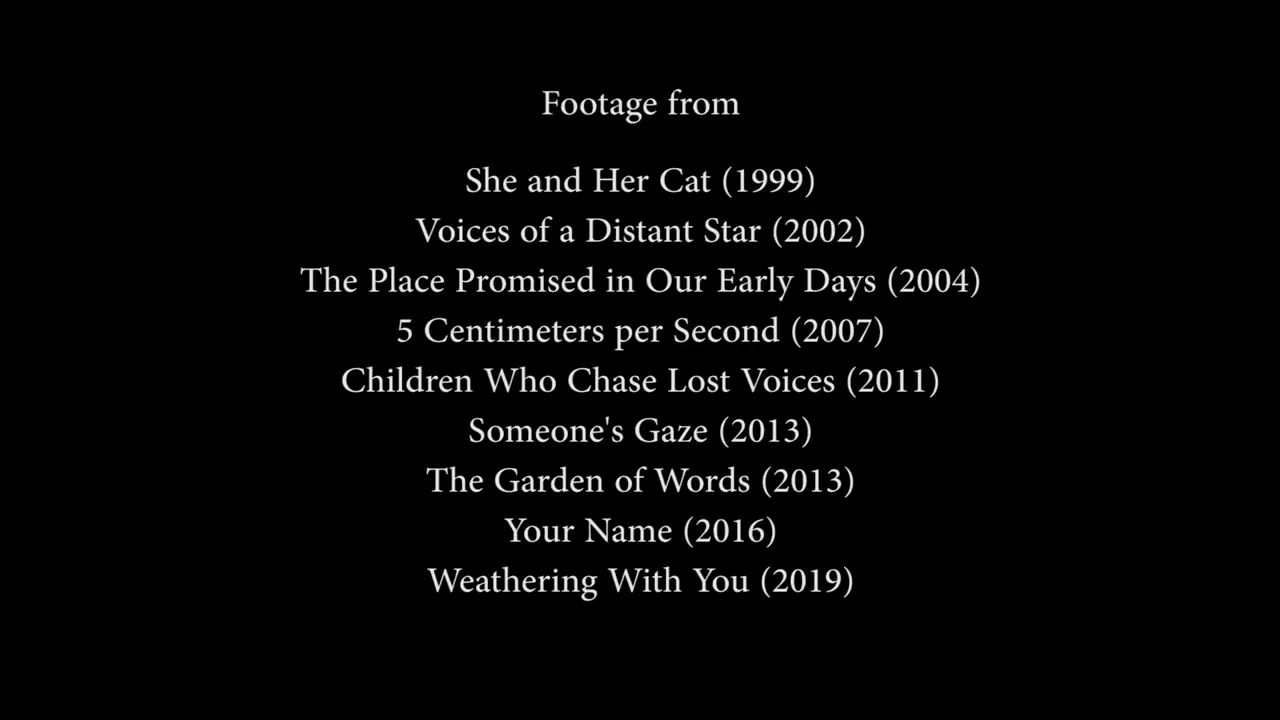 Footage from
She and Her Cat (1999)
Voices of a Distant Star (2002)
The Place Promised in Our Early Days (2004)
5 Centimeters per Second (2007)
Children Who Chase Lost Voices (2011)
Someone's Gaze (2013)
The Garden of Words (2013)
Your Name (2016)
Weathering With You (2019)